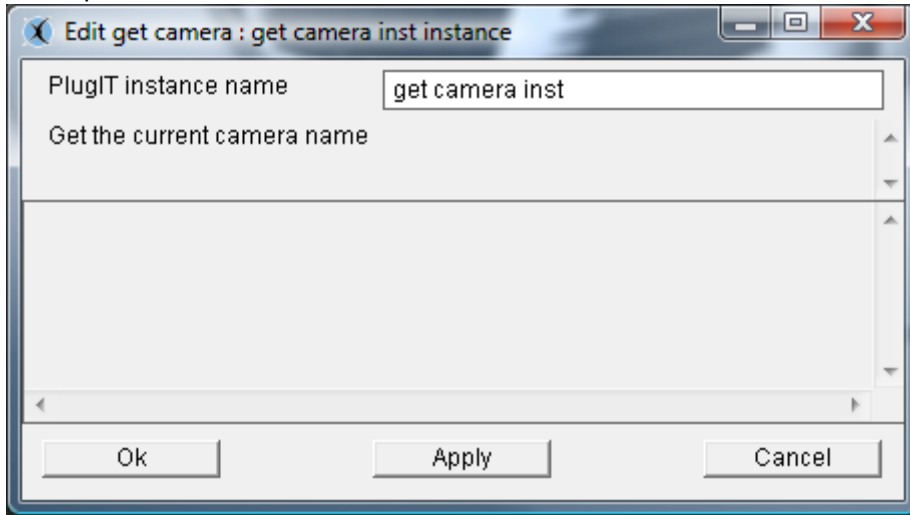 Edit get camera : get camera inst instance
PlugIT instance name
get camera inst
Get the current camera name
Ok
Apply
Cancel